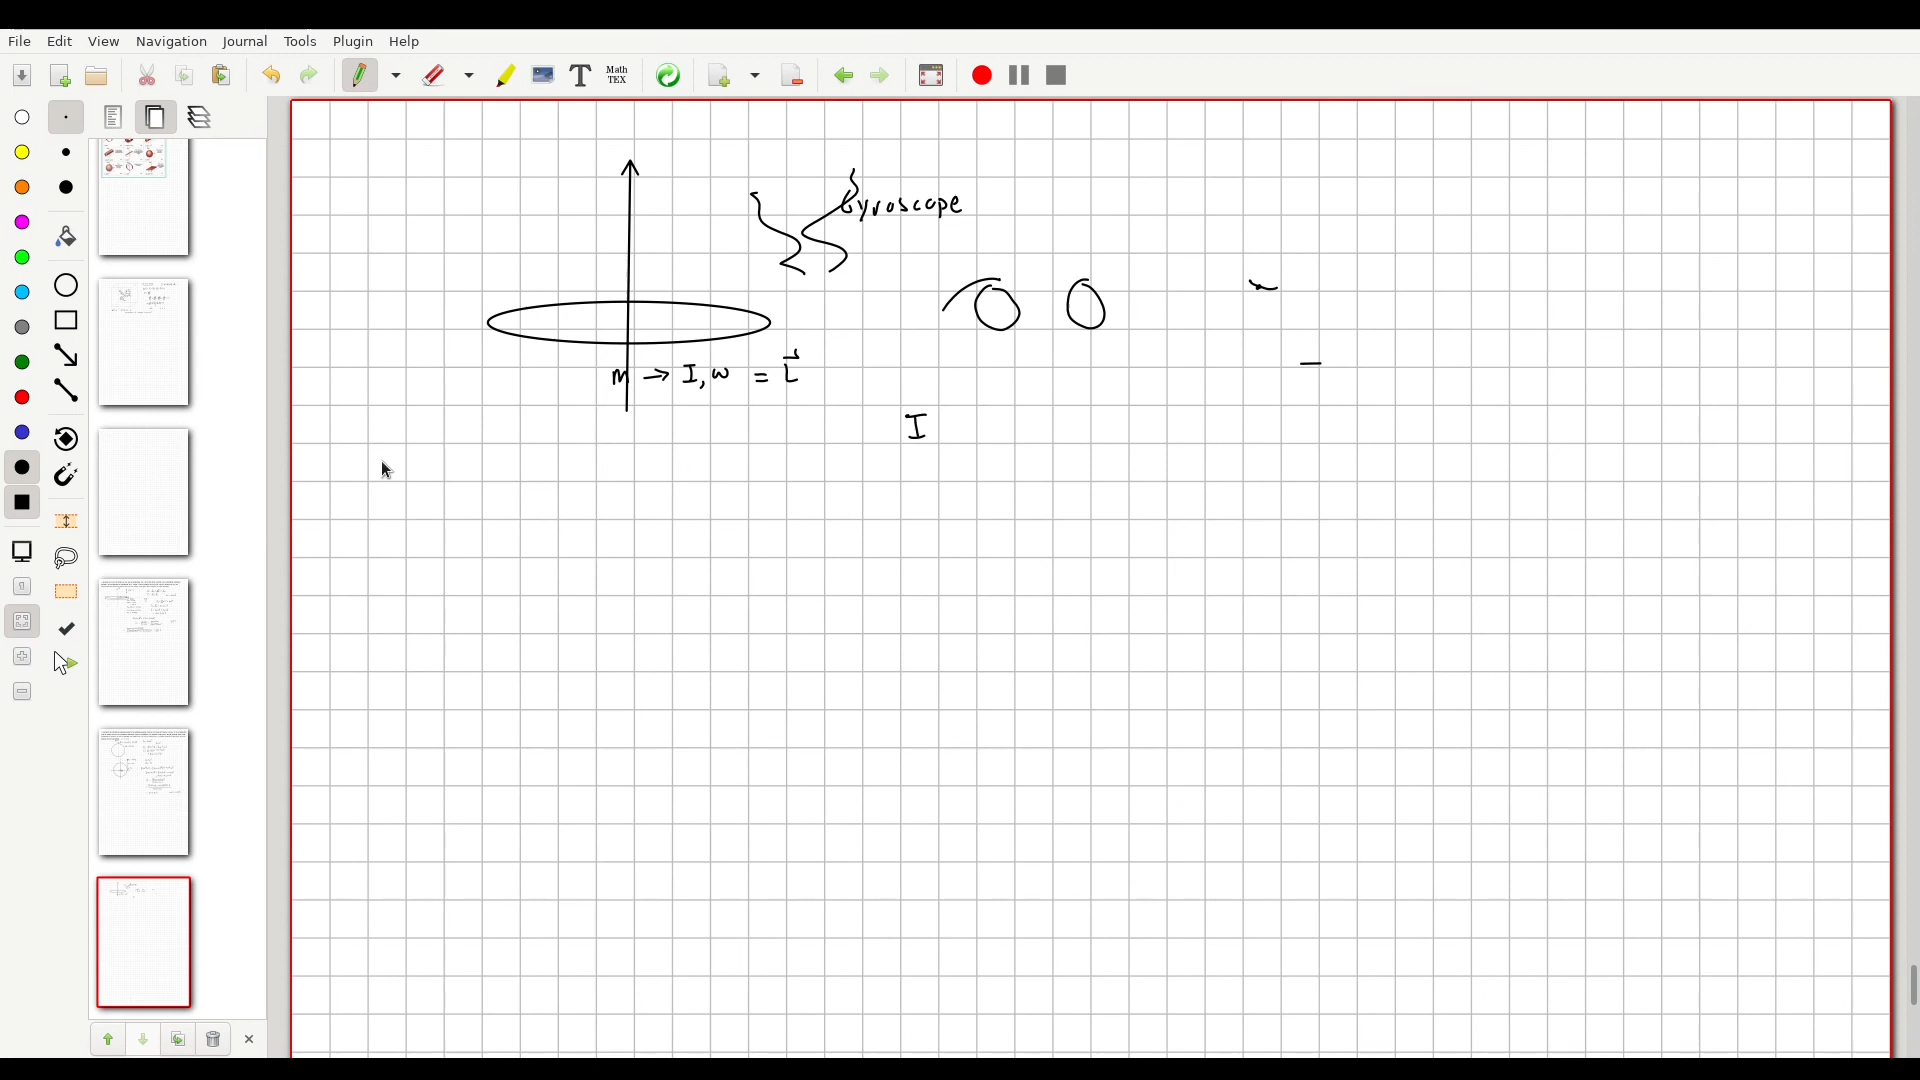 File Edit View Navigation Journal Tools Plugin Help
Math
TEX
Gyroscope
m → I, ω = L⃗
I